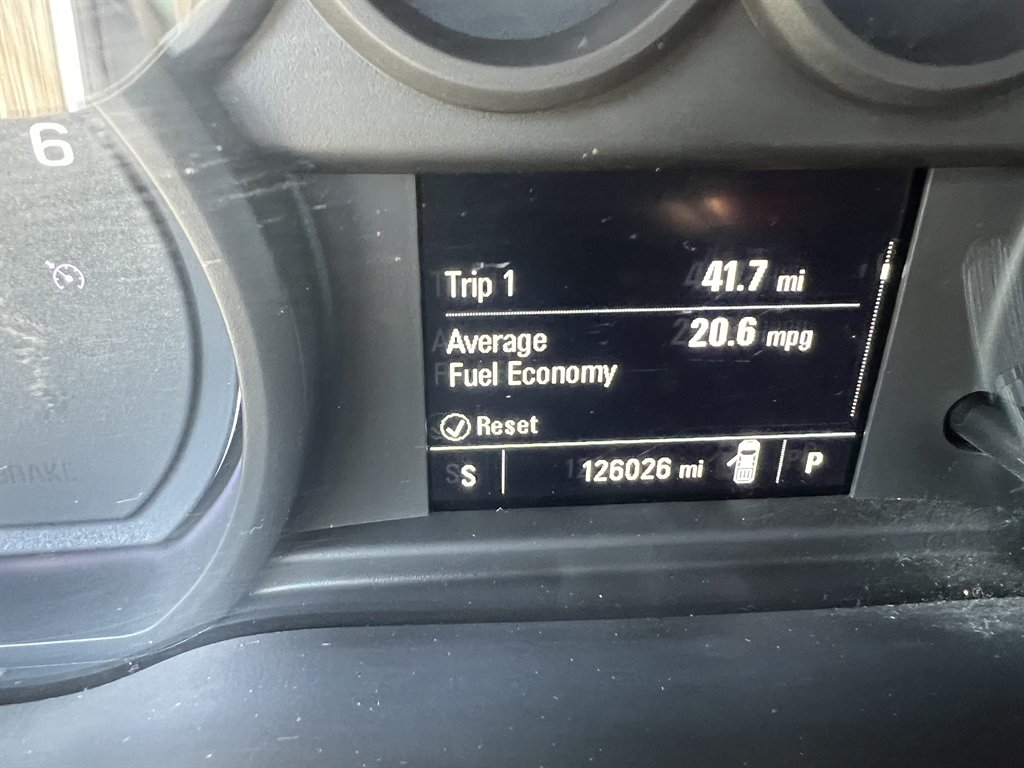 6
Trip 1 41.7 mi
Average 20.6 mpg
Fuel Economy
Reset
S 126026 mi P